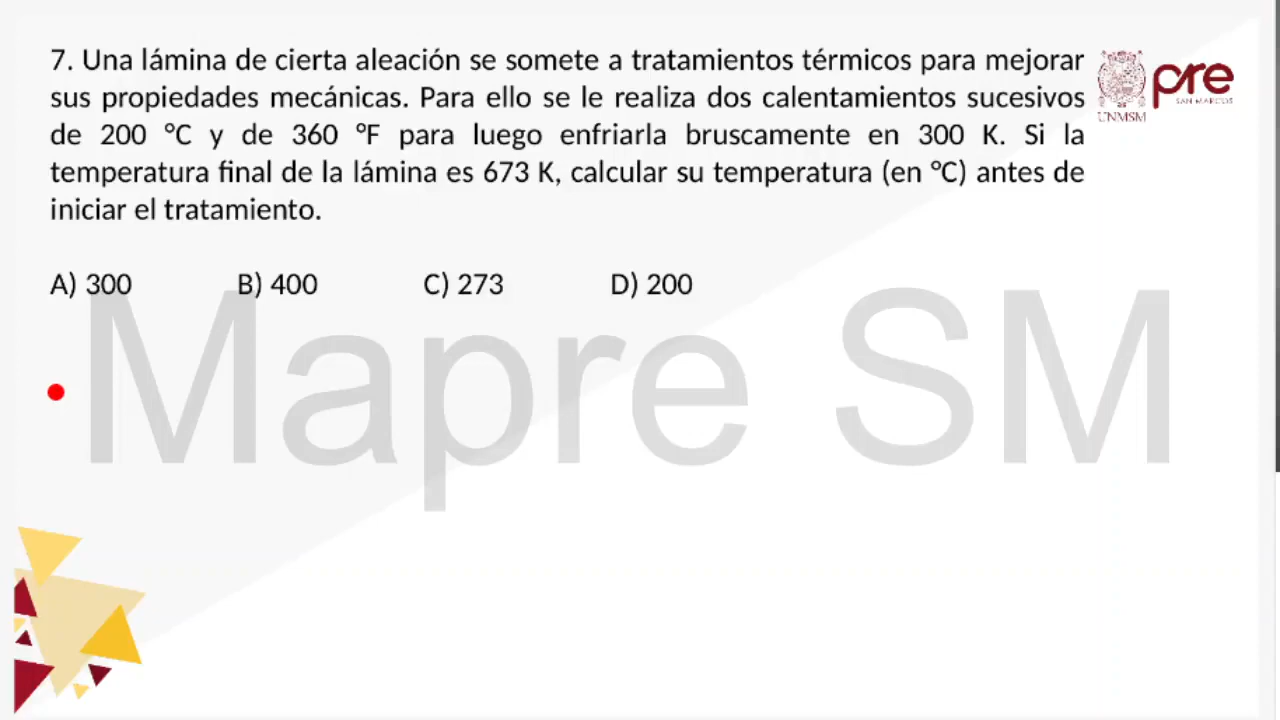 7. Una lámina de cierta aleación se somete a tratamientos térmicos para mejorar
sus propiedades mecánicas. Para ello se le realiza dos calentamientos sucesivos
de 200 °C y de 360 °F para luego enfriarla bruscamente en 300 K. Si la
temperatura final de la lámina es 673 K, calcular su temperatura (en °C) antes de
iniciar el tratamiento.
A) 300 B) 400 C) 273 D) 200
UNMSM
pre
SAN MARCOS
Mapre SM